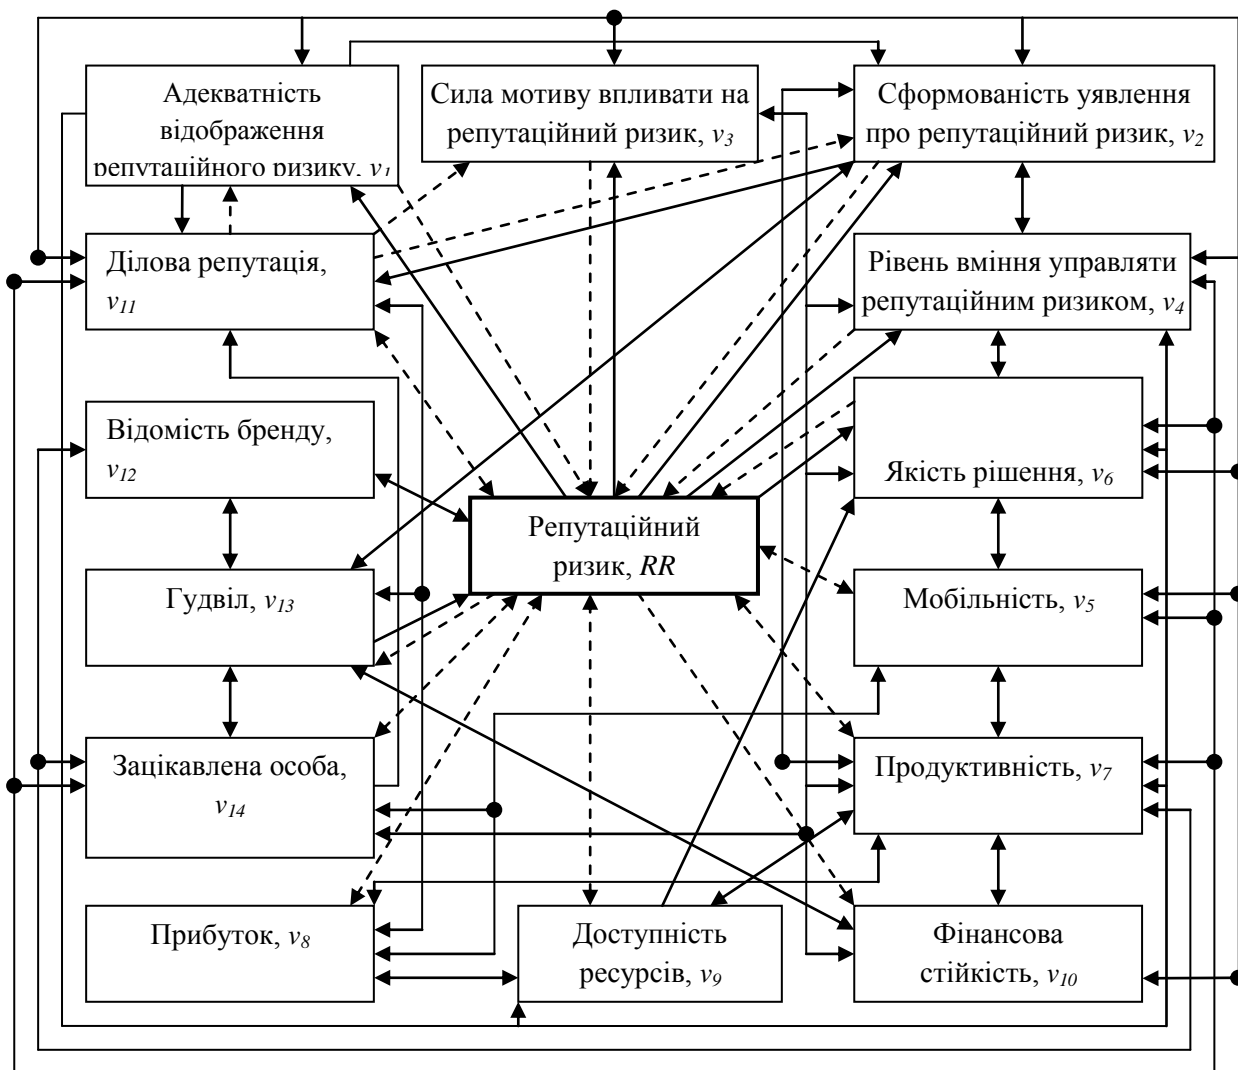 Адекватність
відображення
репутаційного ризику, v1
Сила мотиву впливати на
репутаційний ризик, v3
Сформованість уявлення
про репутаційний ризик, v2
Ділова репутація,
v11
Рівень вміння управляти
репутаційним ризиком, v4
Відомість бренду,
v12
Якість рішення, v6
Репутаційний
ризик, RR
Гудвіл, v13
Мобільність, v5
Зацікавлена особа,
v14
Продуктивність, v7
Прибуток, v8
Доступність
ресурсів, v9
Фінансова
стійкість, v10